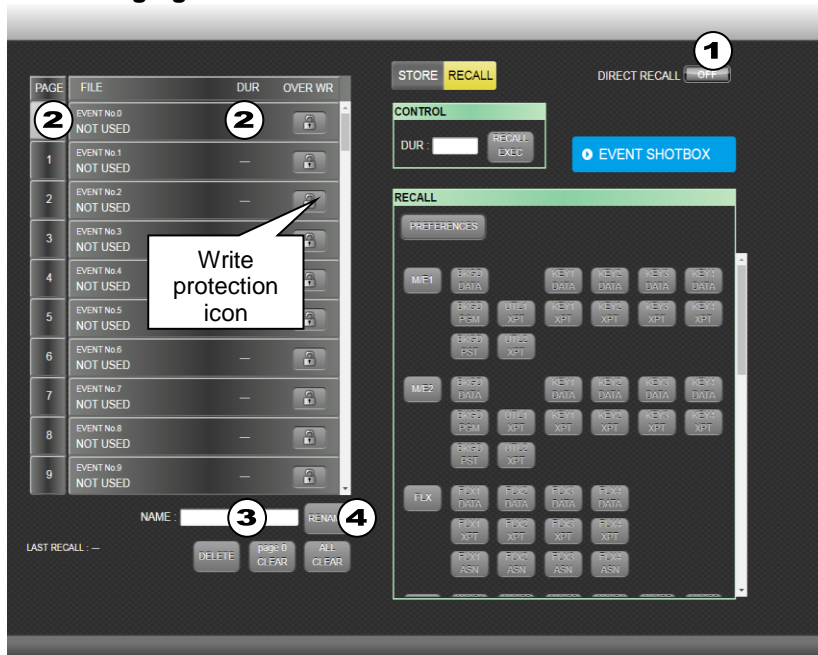 1
STORE RECALL DIRECT RECALL OFF
PAGE FILE DUR OVER WR
CONTROL
DUR : RECALL EXEC
EVENT SHOTBOX
2 EVENT No.0 2
NOT USED
1 EVENT No.1
NOT USED —
2 EVENT No.2
NOT USED —
3 EVENT No.3
NOT USED
4 EVENT No.4
NOT USED
5 EVENT No.5
NOT USED
6 EVENT No.6
NOT USED —
7 EVENT No.7
NOT USED —
8 EVENT No.8
NOT USED —
9 EVENT No.9
NOT USED —
Write
protection
icon
NAME : 3 4
LAST RECALL : —
DELETE page 0 CLEAR ALL CLEAR
RECALL
PREFERENCES
M/E1 BKGD DATA KEY1 DATA KEY2 DATA KEY3 DATA KEY4 DATA
BKGD PGM UTL1 XPT KEY1 XPT KEY2 XPT KEY3 XPT KEY4 XPT
BKGD PST UTL2 XPT
M/E2 BKGD DATA KEY1 DATA KEY2 DATA KEY3 DATA KEY4 DATA
BKGD PGM UTL1 XPT KEY1 XPT KEY2 XPT KEY3 XPT KEY4 XPT
BKGD PST UTL2 XPT
FLX FLX1 DATA FLX2 DATA FLX3 DATA FLX4 DATA
FLX1 XPT FLX2 XPT FLX3 XPT FLX4 XPT
FLX1 ASN FLX2 ASN FLX3 ASN FLX4 ASN